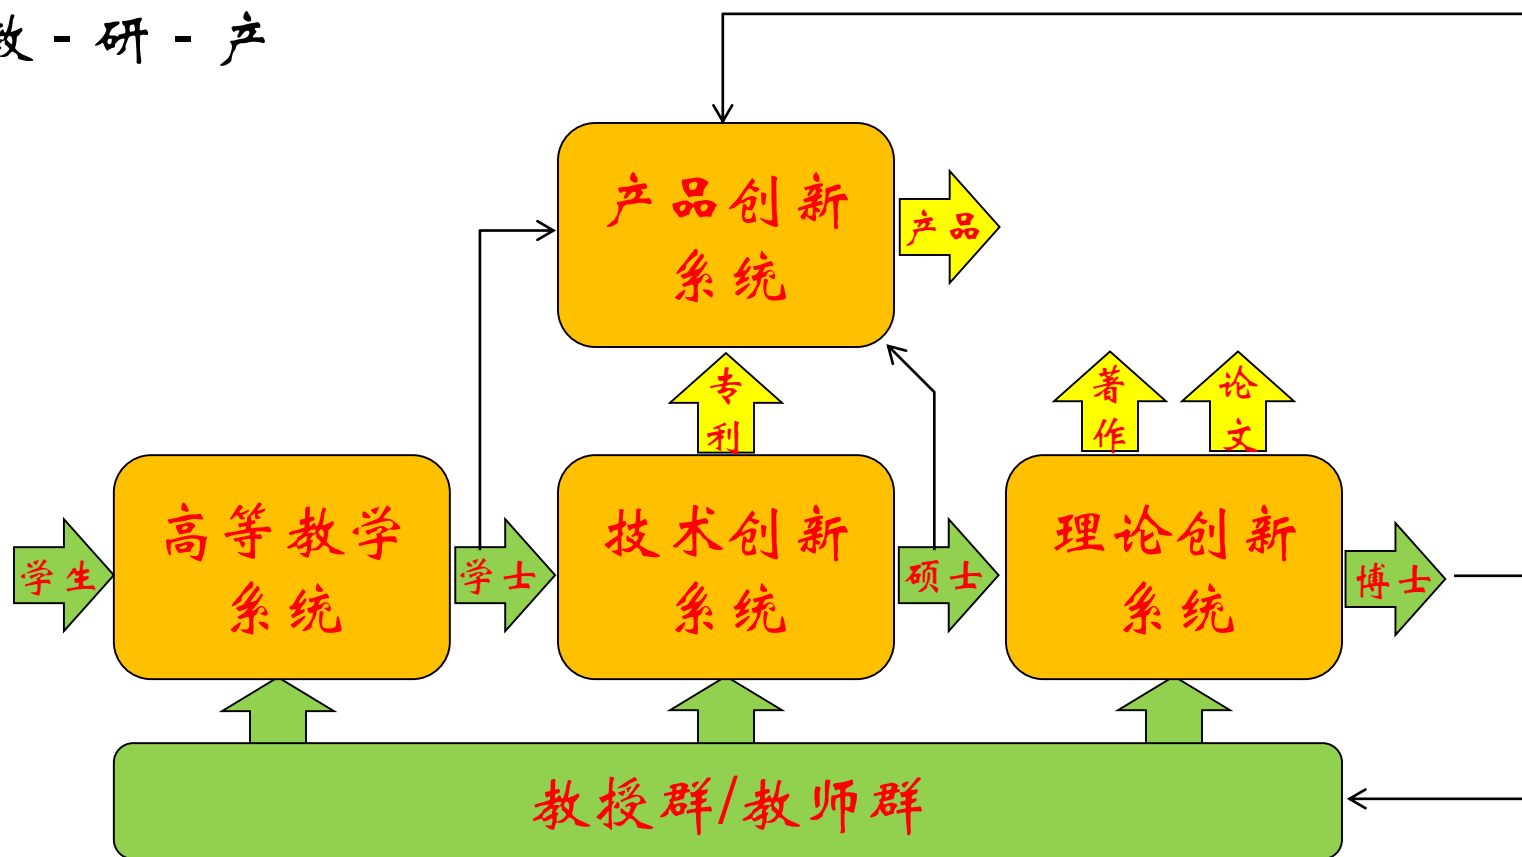 教 - 研 - 产
产品创新
系统
产品
专
利
著
作
论
文
学生
高等教学
系统
学士
技术创新
系统
硕士
理论创新
系统
博士
教授群/教师群